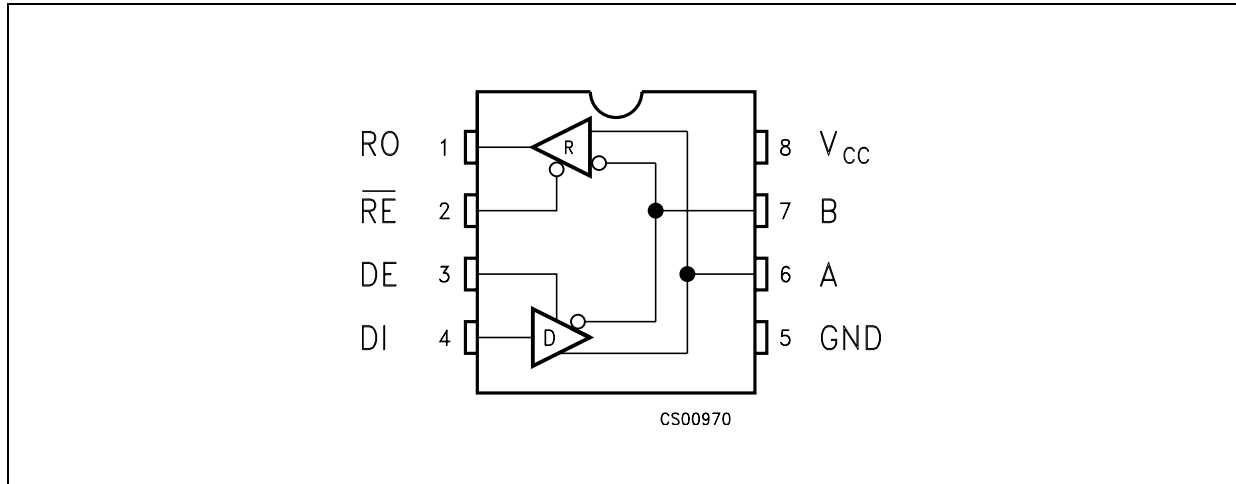 RO 1 R 8 VCC
RE 2 7 B
DE 3 6 A
DI 4 D 5 GND
CS00970